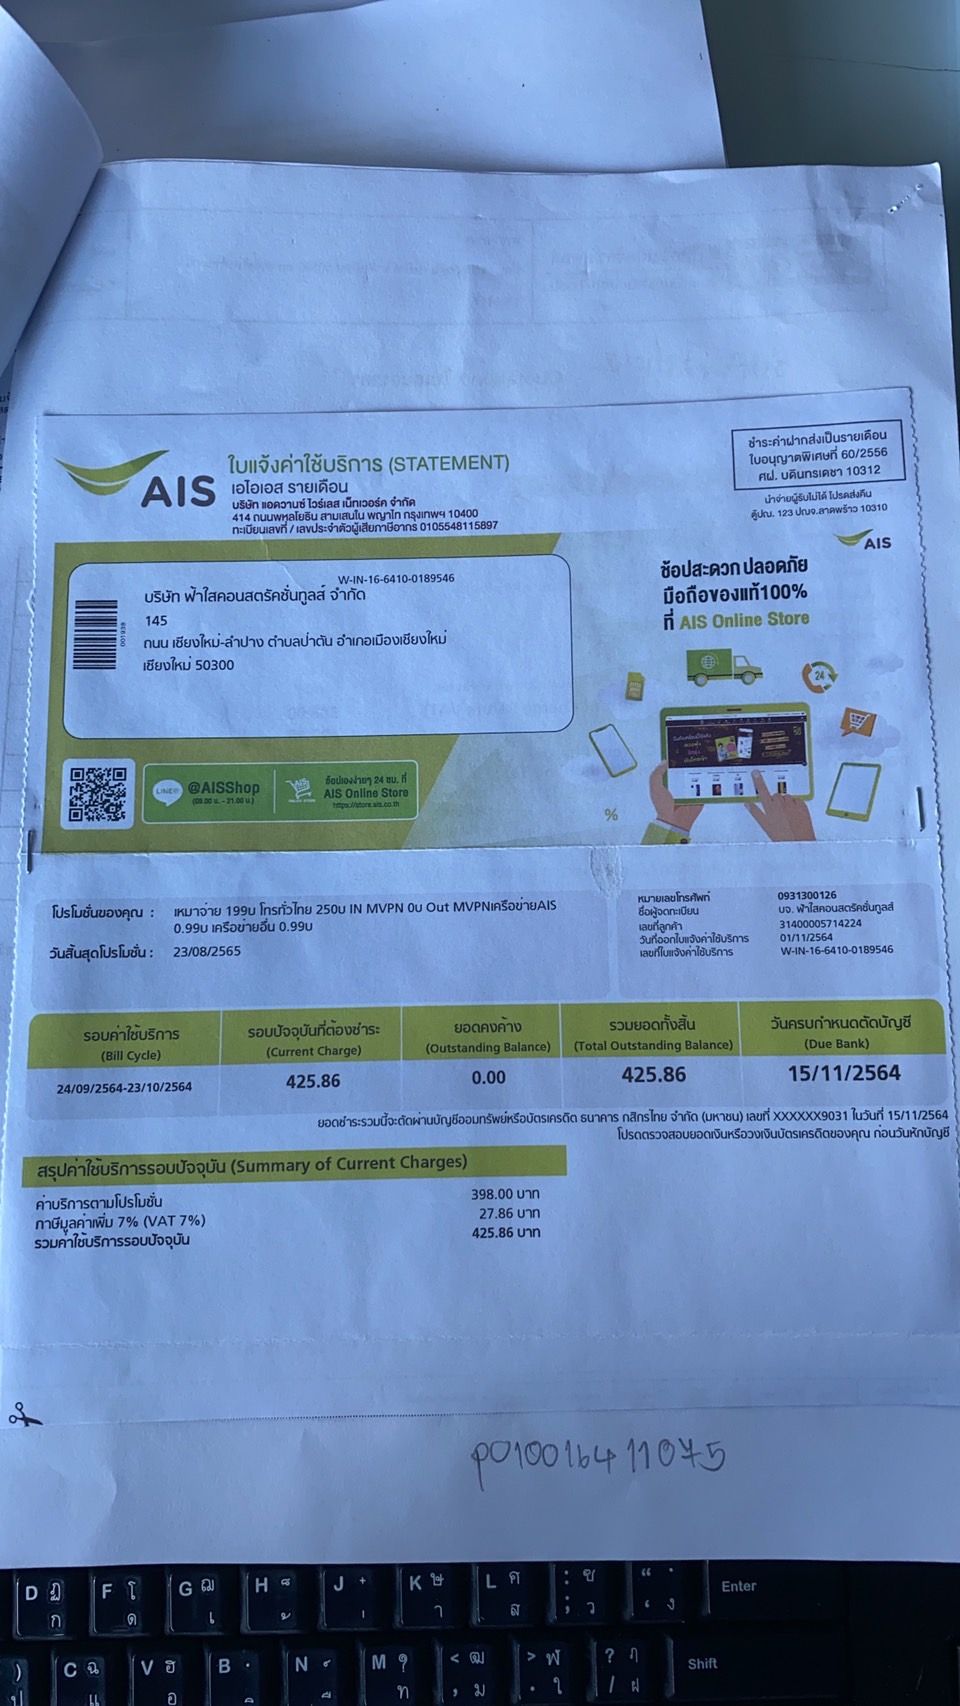 AIS
ใบแจ้งค่าใช้บริการ (STATEMENT)
เอไอเอส รายเดือน
บริษัท แอดวานซ์ ไวร์เลส เน็ทเวอร์ค จำกัด
414 ถนนพหลโยธิน สามเสนใน พญาไท กรุงเทพฯ 10400
ทะเบียนเลขที่ / เลขประจำตัวผู้เสียภาษีอากร 0105548115897
ชำระค่าฝากส่งเป็นรายเดือน
ใบอนุญาตพิเศษที่ 60/2556
ศฝ. บดินทรเดชา 10312
นำจ่ายผู้รับไม่ได้ โปรดส่งคืน
ตู้ปณ. 123 ปณจ.ลาดพร้าว 10310
AIS
W-IN-16-6410-0189546
บริษัท ฟ้าใสคอนสตรัคชั่นทูลส์ จำกัด
145
ถนน เชียงใหม่-ลำปาง ตำบลป่าตัน อำเภอเมืองเชียงใหม่
เชียงใหม่ 50300
001938
ช้อปสะดวก ปลอดภัย
มือถือของแท้100%
ที่ AIS Online Store
24
%
LINE@
@AISShop
(09.00 น. - 21.00 น.)
ช้อปเองง่ายๆ 24 ชม. ที่
AIS Online Store
https://store.ais.co.th
โปรโมชั่นของคุณ : เหมาจ่าย 199บ โทรทั่วไทย 250บ IN MVPN 0บ Out MVPNเครือข่ายAIS
0.99บ เครือข่ายอื่น 0.99บ
วันสิ้นสุดโปรโมชั่น : 23/08/2565
หมายเลขโทรศัพท์ 0931300126
ชื่อผู้จดทะเบียน บจ. ฟ้าใสคอนสตรัคชั่นทูลส์
เลขที่ลูกค้า 31400005714224
วันที่ออกใบแจ้งค่าใช้บริการ 01/11/2564
เลขที่ใบแจ้งค่าใช้บริการ W-IN-16-6410-0189546
รอบค่าใช้บริการ รอบปัจจุบันที่ต้องชำระ ยอดคงค้าง รวมยอดทั้งสิ้น วันครบกำหนดตัดบัญชี
(Bill Cycle) (Current Charge) (Outstanding Balance) (Total Outstanding Balance) (Due Bank)
24/09/2564-23/10/2564 425.86 0.00 425.86 15/11/2564
ยอดชำระรวมนี้จะตัดผ่านบัญชีออมทรัพย์หรือบัตรเครดิต ธนาคาร กสิกรไทย จำกัด (มหาชน) เลขที่ XXXXXX9031 ในวันที่ 15/11/2564
โปรดตรวจสอบยอดเงินหรือวงเงินบัตรเครดิตของคุณ ก่อนวันหักบัญชี
สรุปค่าใช้บริการรอบปัจจุบัน (Summary of Current Charges)
ค่าบริการตามโปรโมชั่น 398.00 บาท
ภาษีมูลค่าเพิ่ม 7% (VAT 7%) 27.86 บาท
รวมค่าใช้บริการรอบปัจจุบัน 425.86 บาท
PO100164 11075
D ฏ ก F โ ด G ฌ เ H ็ ้ J ๋ ่ K ษ า L ศ ส : ซ ; ว “ . ‘ ง Enter
) ป C ฉ แ V ฮ อ B ฺ ิ N ์ ื M ? ท < ฒ , ม > ฬ . ใ ? ฦ / ฝ Shift